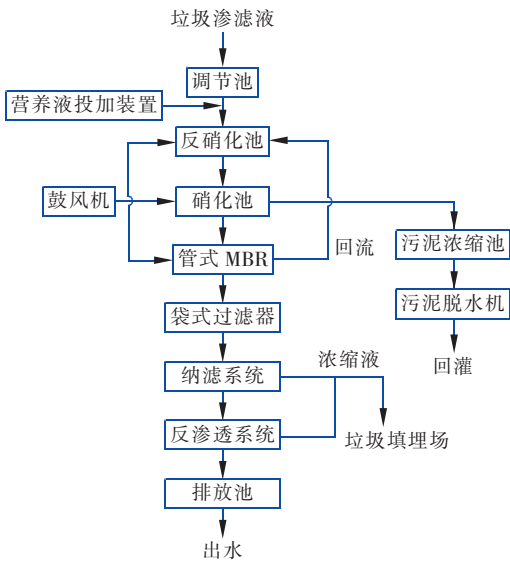 垃圾渗滤液
调节池
营养液投加装置
反硝化池
鼓风机
硝化池
管式 MBR
回流
污泥浓缩池
袋式过滤器
污泥脱水机
浓缩液
回灌
纳滤系统
反渗透系统
垃圾填埋场
排放池
出水